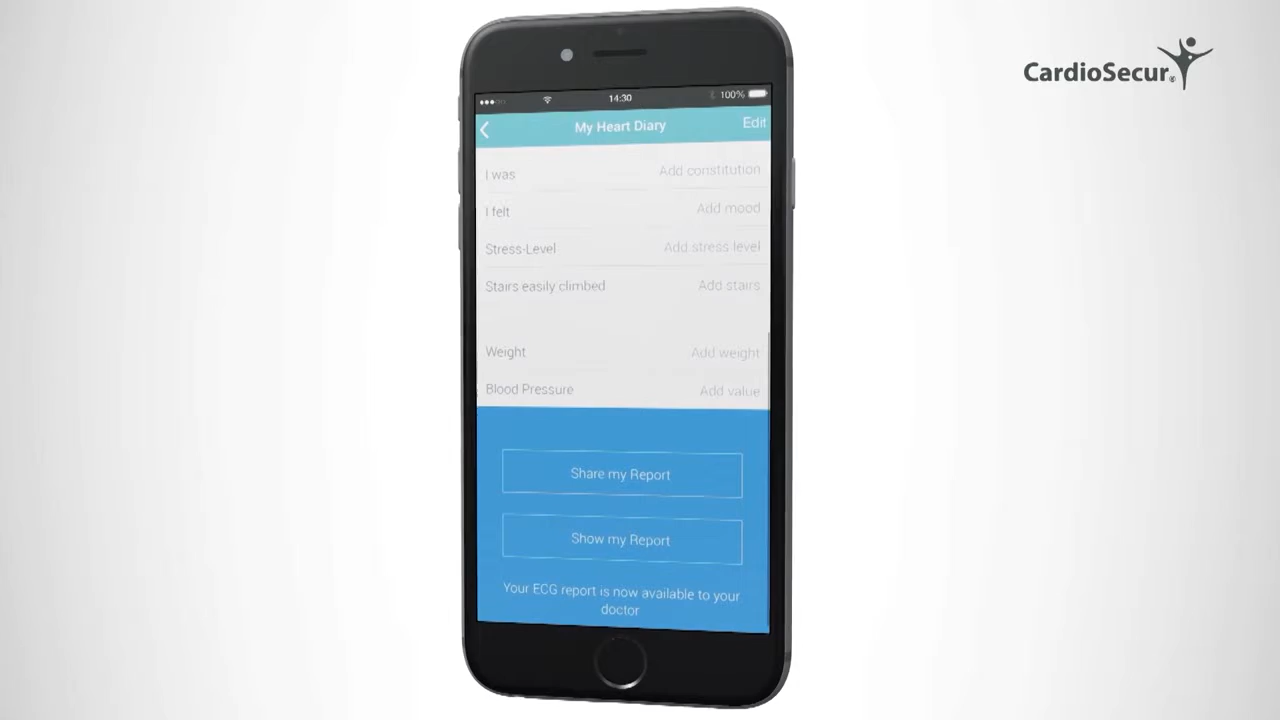 CardioSecur®
14:30
100%
My Heart Diary
Edit
I was
Add constitution
I felt
Add mood
Stress-Level
Add stress level
Stairs easily climbed
Add stairs
Weight
Add weight
Blood Pressure
Add value
Share my Report
Show my Report
Your ECG report is now available to your
doctor